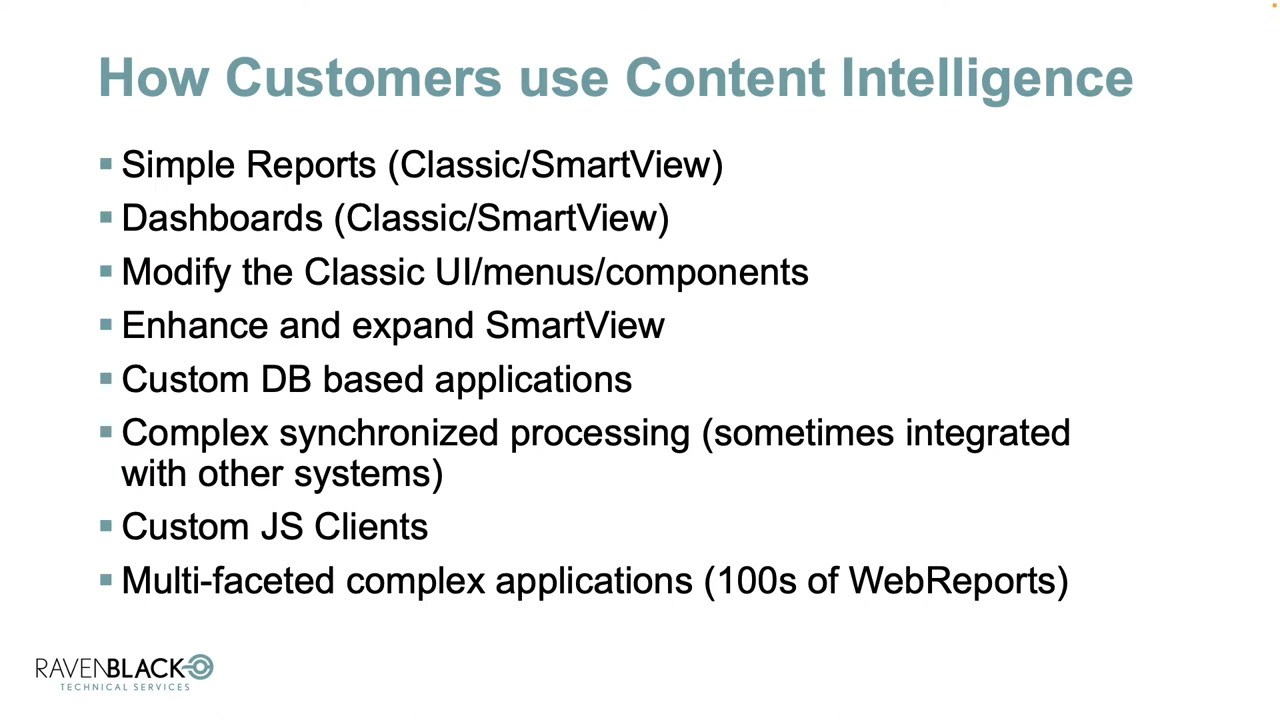 How Customers use Content Intelligence
▪ Simple Reports (Classic/SmartView)
▪ Dashboards (Classic/SmartView)
▪ Modify the Classic UI/menus/components
▪ Enhance and expand SmartView
▪ Custom DB based applications
▪ Complex synchronized processing (sometimes integrated
with other systems)
▪ Custom JS Clients
▪ Multi-faceted complex applications (100s of WebReports)
RAVENBLACK
TECHNICAL SERVICES